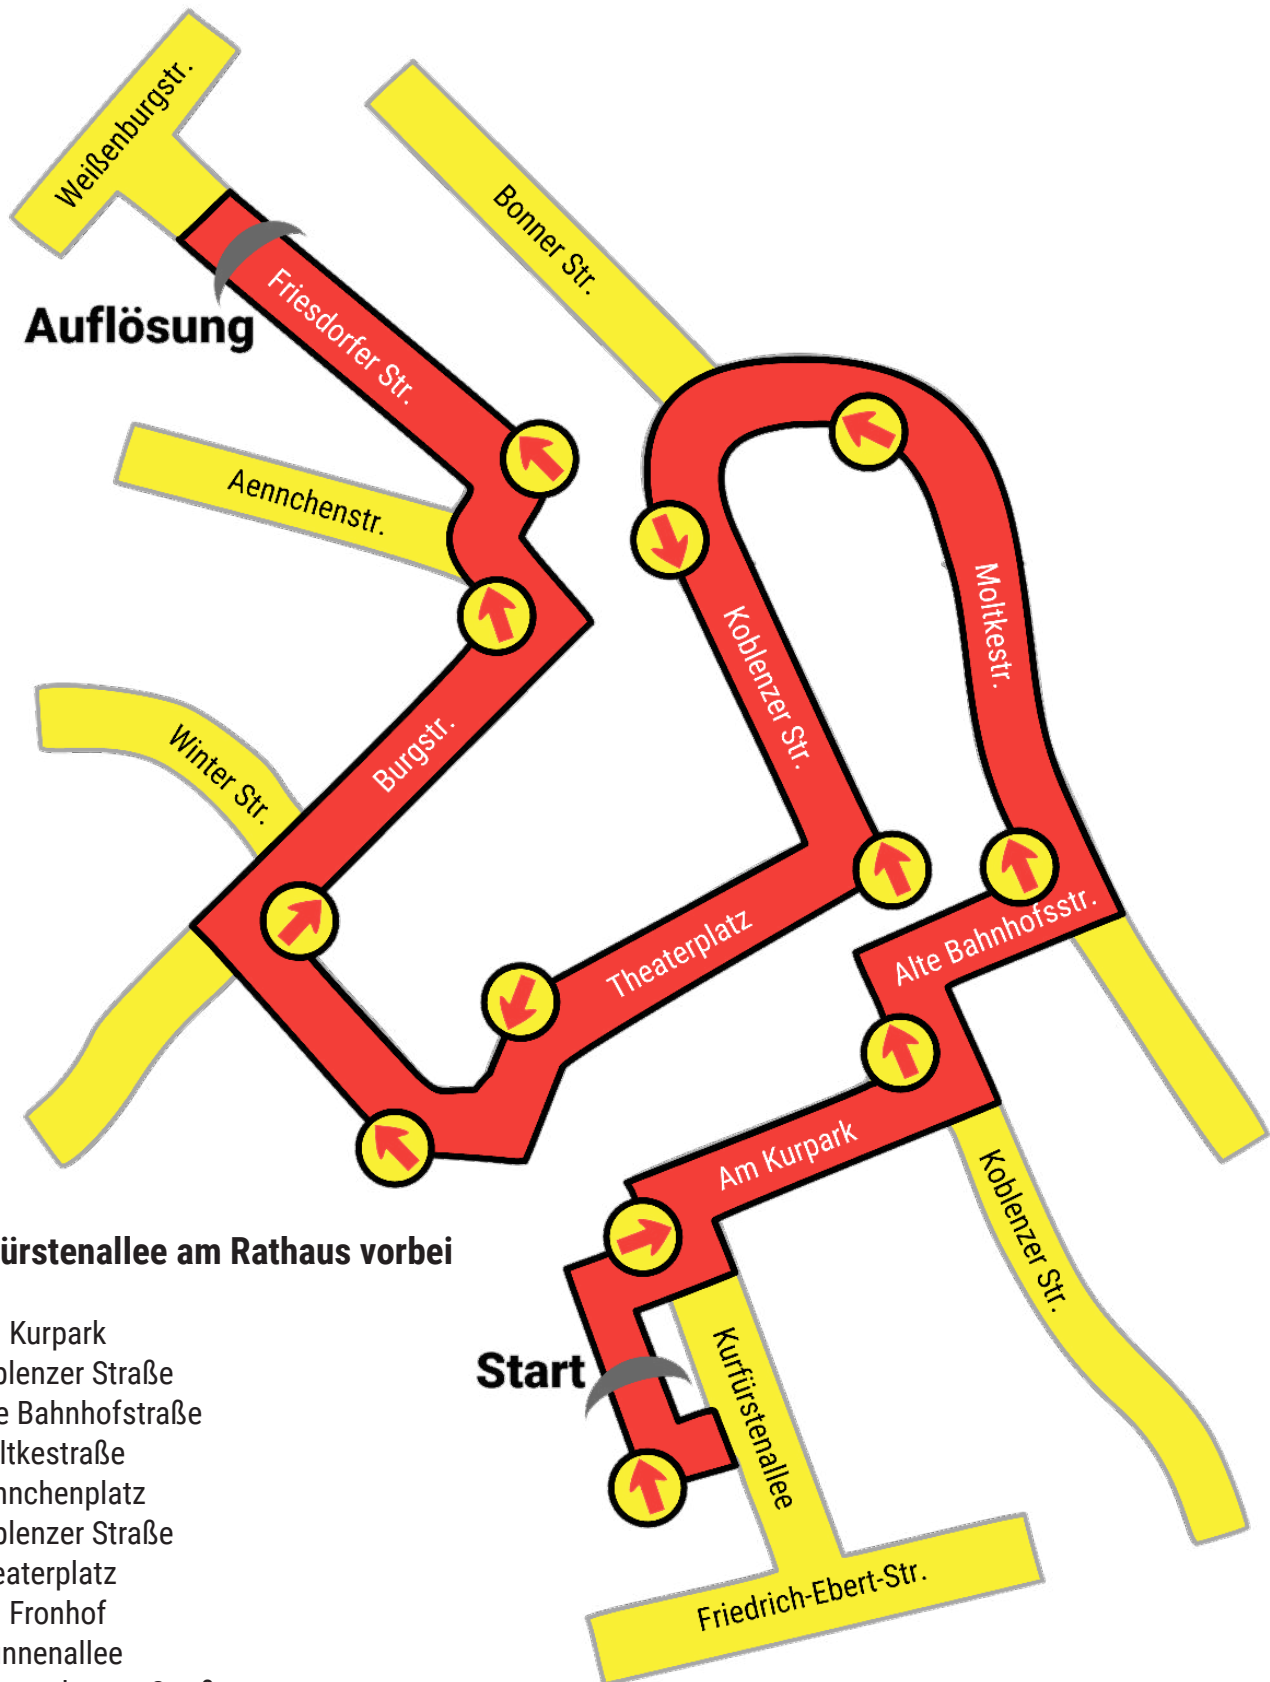 Weißenburgstr.
Bonner Str.
Friesdorfer Str.
Auflösung
Aennchenstr.
Moltkestr.
Koblenzer Str.
Burgstr.
Winter Str.
Theaterplatz
Alte Bahnhofsstr.
Am Kurpark
Koblenzer Str.
ürstenallee am Rathaus vorbei
Kurpark
blenzer Straße
e Bahnhofstraße
ltkestraße
nnchenplatz
blenzer Straße
eaterplatz
Fronhof
nnenallee
Start
Kurfürstenallee
Friedrich-Ebert-Str.